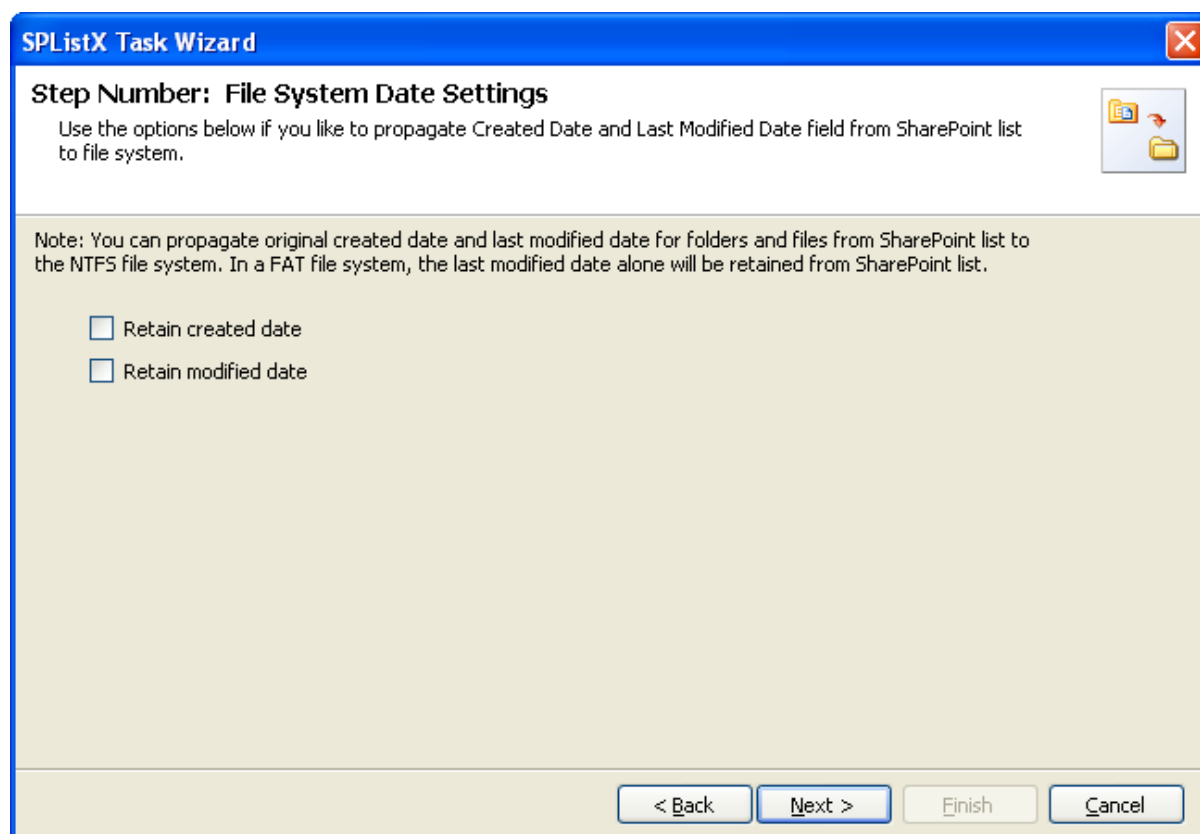 SPListX Task Wizard
Step Number:  File System Date Settings
Use the options below if you like to propagate Created Date and Last Modified Date field from SharePoint list
to file system.
Note: You can propagate original created date and last modified date for folders and files from SharePoint list to
the NTFS file system. In a FAT file system, the last modified date alone will be retained from SharePoint list.
Retain created date
Retain modified date
< Back
Next >
Finish
Cancel